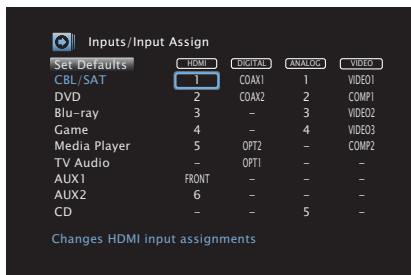 Inputs/Input Assign
Set Defaults HDMI DIGITAL ANALOG VIDEO
CBL/SAT 1 COAX1 1 VIDEO1
DVD 2 COAX2 2 COMP1
Blu-ray 3 – 3 VIDEO2
Game 4 – 4 VIDEO3
Media Player 5 OPT2 – COMP2
TV Audio – OPT1 – –
AUX1 FRONT – – –
AUX2 6 – – –
CD – – 5 –
Changes HDMI input assignments